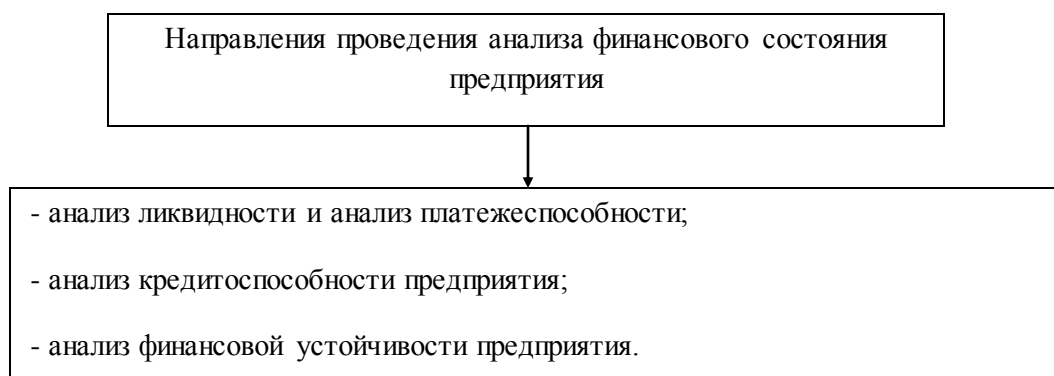 Направления проведения анализа финансового состояния
предприятия
- анализ ликвидности и анализ платежеспособности;
- анализ кредитоспособности предприятия;
- анализ финансовой устойчивости предприятия.